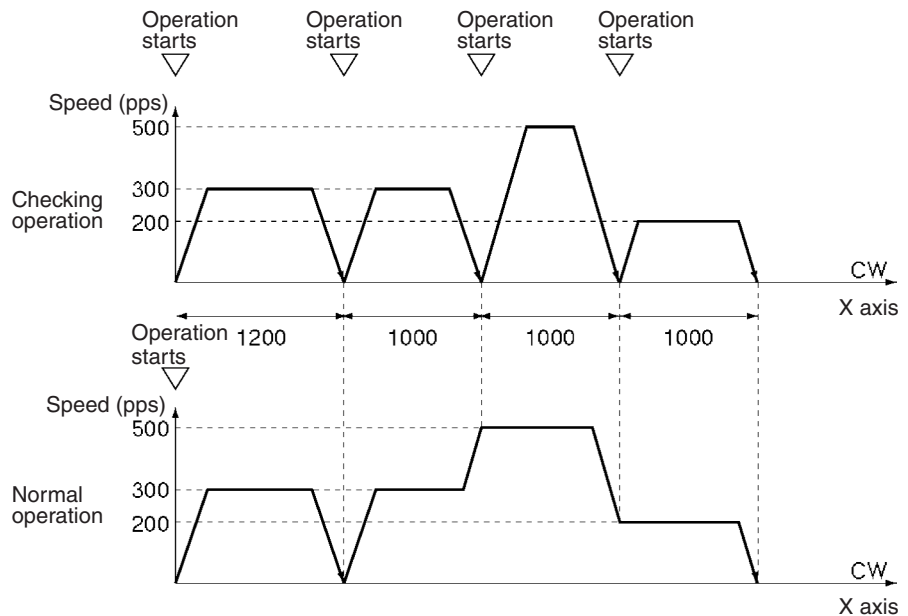 Operation
starts
Operation
starts
Operation
starts
Operation
starts
Speed (pps)
500
300
200
Checking
operation
CW
X axis
1200
1000
1000
1000
Operation
starts
Speed (pps)
500
300
200
Normal
operation
CW
X axis